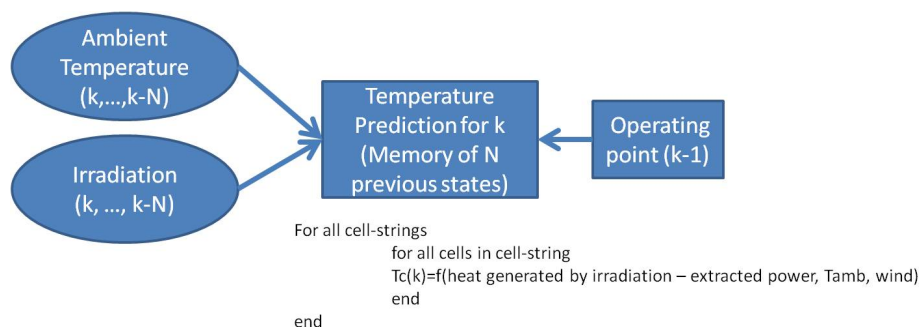 Ambient
Temperature
(k,...,k-N)
Irradiation
(k, ..., k-N)
Temperature
Prediction for k
(Memory of N
previous states)
Operating
point (k-1)
For all cell-strings
for all cells in cell-string
Tc(k)=f(heat generated by irradiation – extracted power, Tamb, wind)
end
end